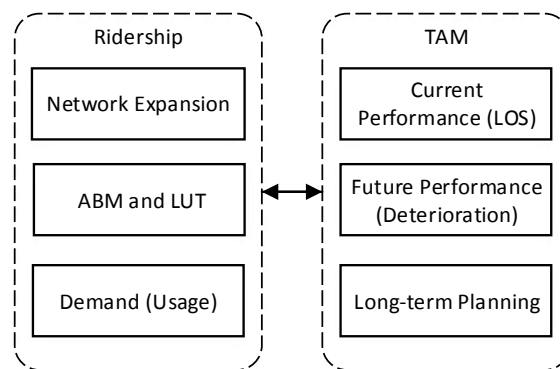 Ridership
Network Expansion
ABM and LUT
Demand (Usage)
TAM
Current
Performance (LOS)
Future Performance
(Deterioration)
Long-term Planning